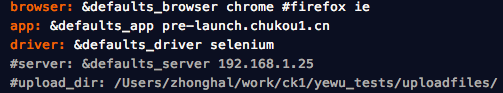 browser: &defaults_browser chrome #firefox ie
app: &defaults_app pre-launch.chukou1.cn
driver: &defaults_driver selenium
#server: &defaults_server 192.168.1.25
#upload_dir: /Users/zhonghal/work/ck1/yewu_tests/uploadfiles/